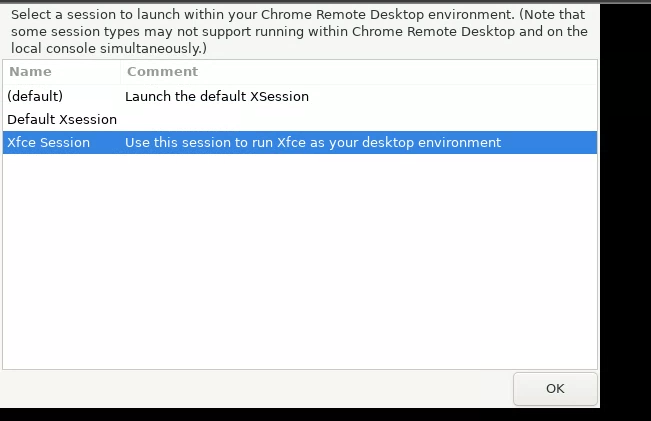 Select a session to launch within your Chrome Remote Desktop environment. (Note that
some session types may not support running within Chrome Remote Desktop and on the
local console simultaneously.)
Name Comment
(default) Launch the default XSession
Default Xsession
Xfce Session Use this session to run Xfce as your desktop environment
OK